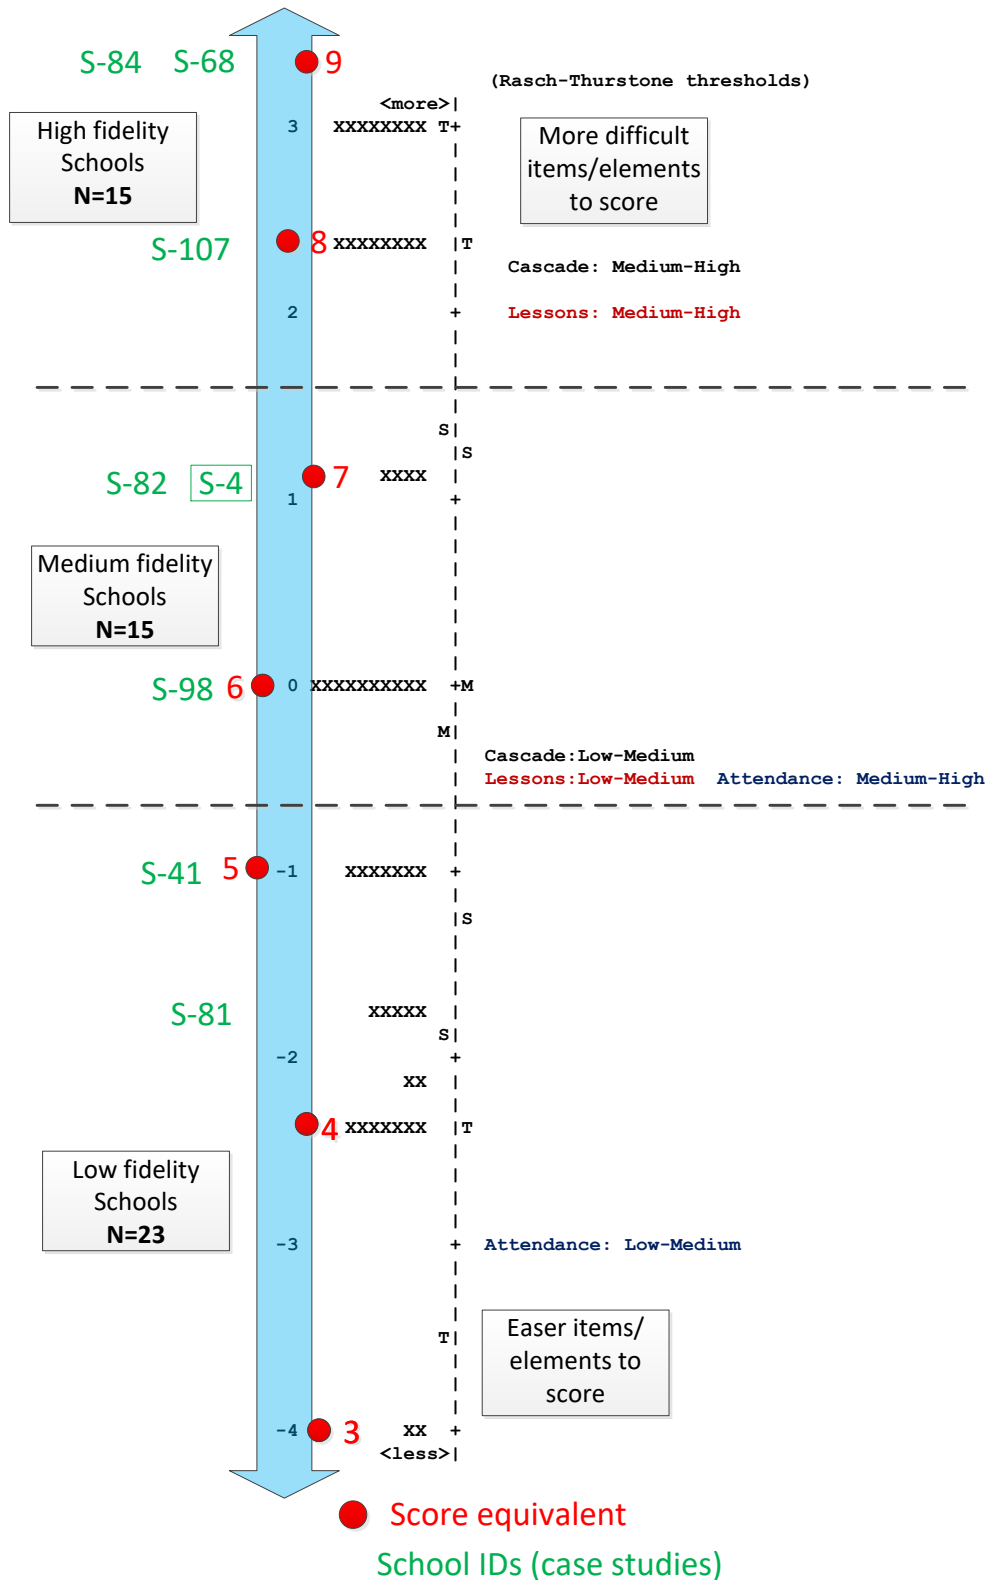 S-84 S-68 9
(Rasch-Thurstone thresholds)
<more>|
3 XXXXXXXX T+
High fidelity
Schools
N=15
More difficult
items/elements
to score
S-107 8 XXXXXXXX |T
Cascade: Medium-High
2 + Lessons: Medium-High
S|
|S
S-82 S-4 7 XXXX
1 +
Medium fidelity
Schools
N=15
S-98 6 0 XXXXXXXXXX +M
M|
Cascade:Low-Medium
Lessons:Low-Medium Attendance: Medium-High
S-41 5 -1 XXXXXXX +
|S
S-81 XXXXX
S|
-2 +
XX
4 XXXXXXX |T
Low fidelity
Schools
N=23
-3 + Attendance: Low-Medium
T|
Easer items/
elements to
score
-4 3 XX +
<less>|
Score equivalent
School IDs (case studies)